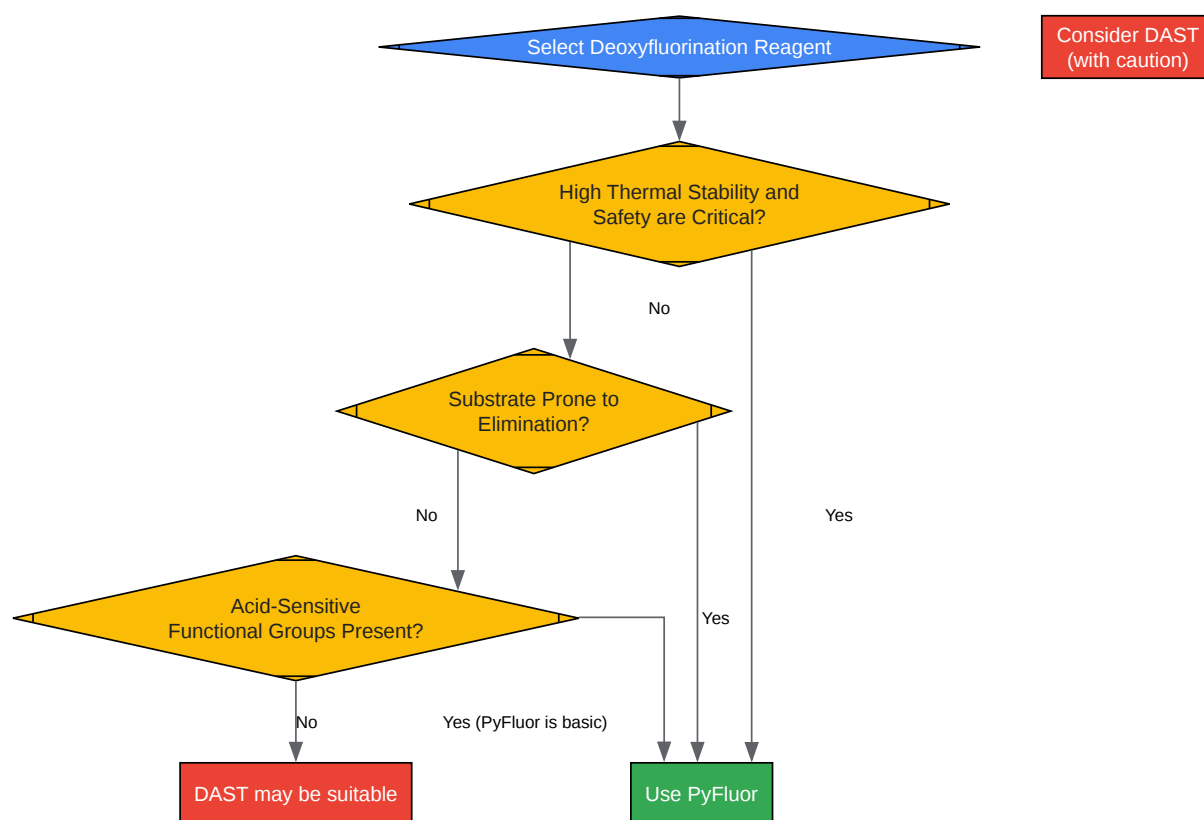 Select Deoxyfluorination Reagent
Consider DAST
(with caution)
High Thermal Stability and
Safety are Critical?
No
Substrate Prone to
Elimination?
No
Yes
Acid-Sensitive
Functional Groups Present?
Yes
No
Yes (PyFluor is basic)
DAST may be suitable
Use PyFluor